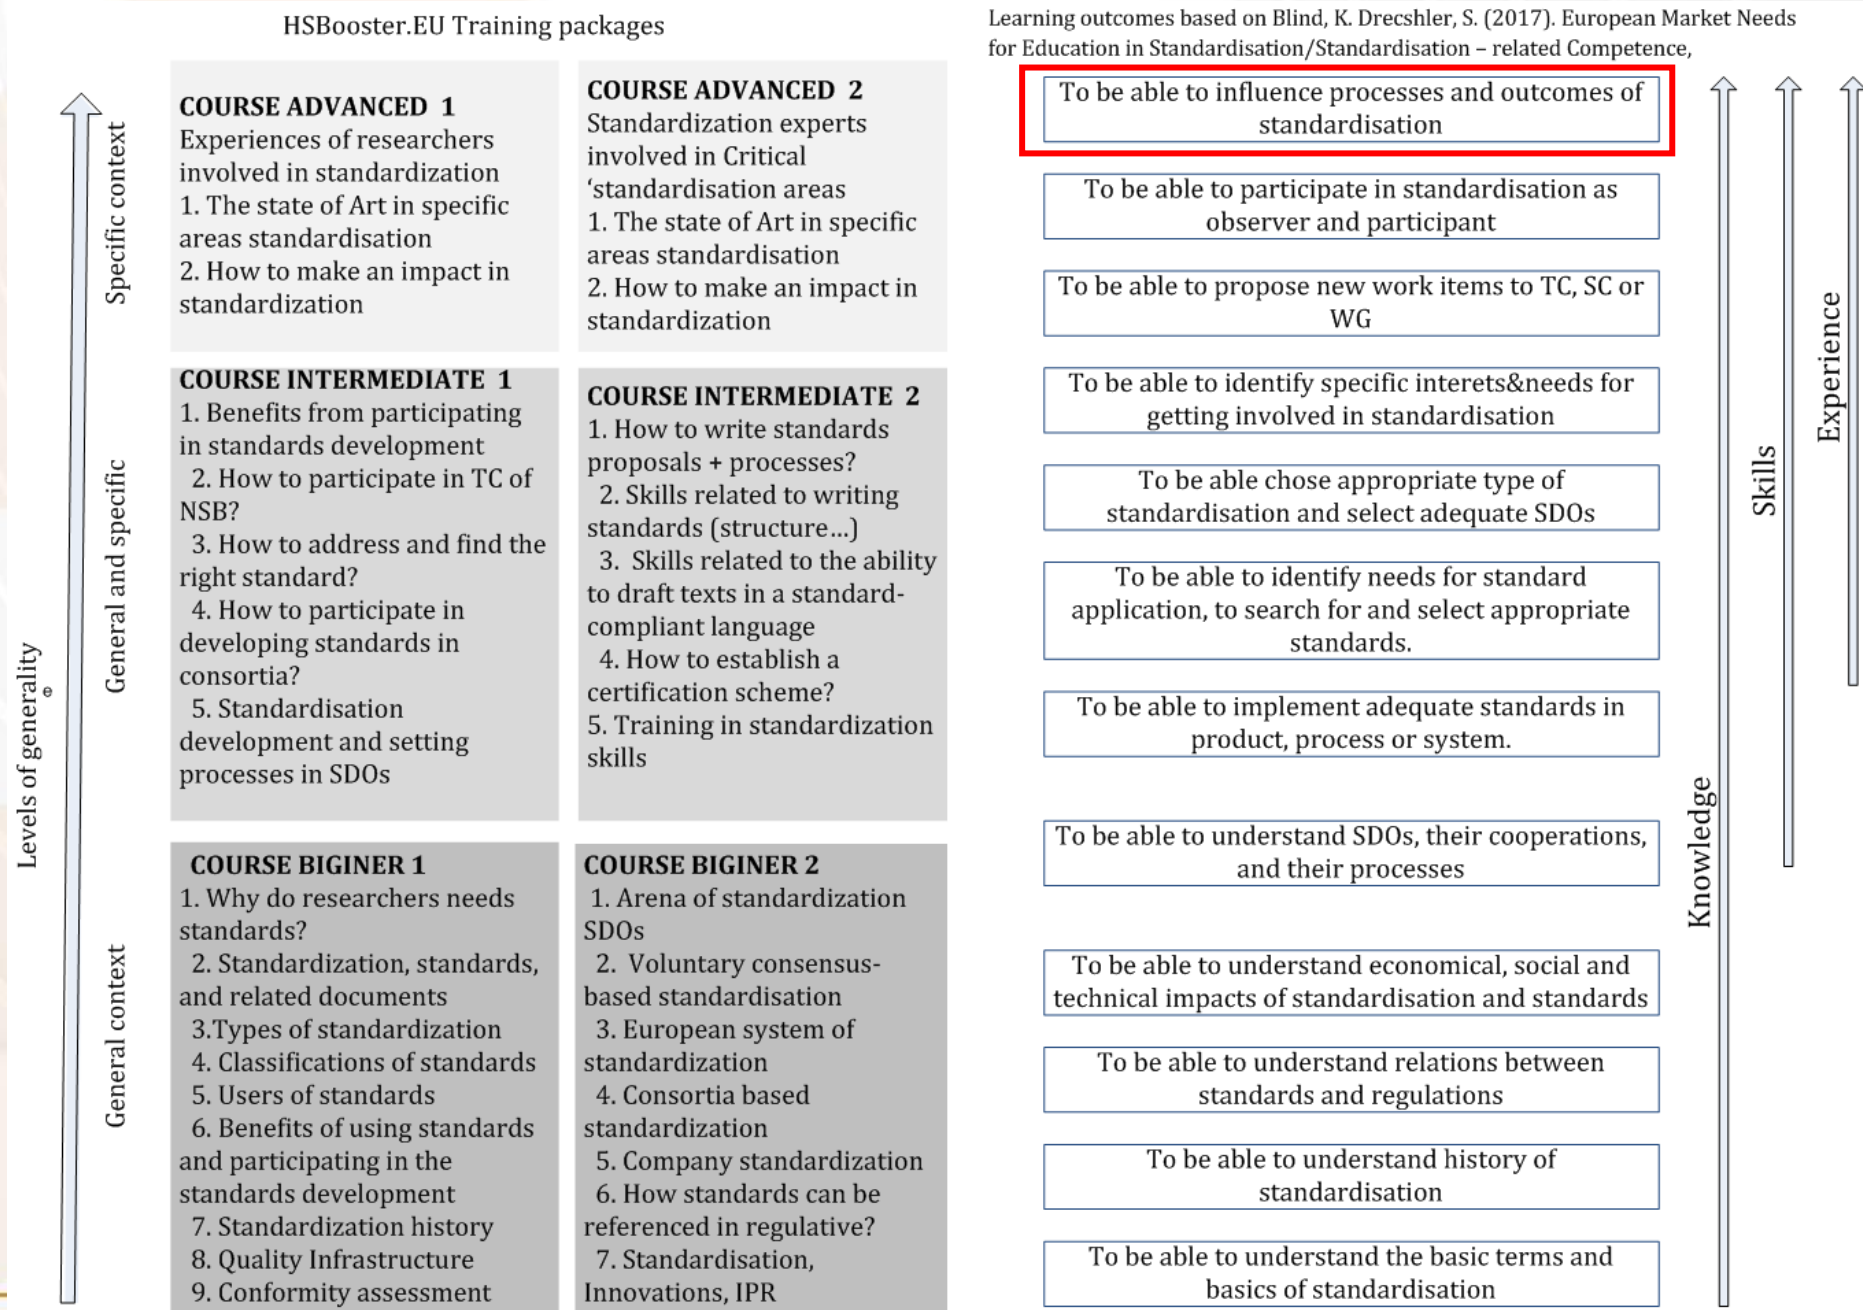 HSBooster.EU Training packages
Levels of generality
e
Specific context
General and specific
General context
COURSE ADVANCED 1
Experiences of researchers
involved in standardization
1. The state of Art in specific
areas standardisation
2. How to make an impact in
standardization
COURSE ADVANCED 2
Standardization experts
involved in Critical
‘standardisation areas
1. The state of Art in specific
areas standardisation
2. How to make an impact in
standardization
COURSE INTERMEDIATE 1
1. Benefits from participating
in standards development
2. How to participate in TC of
NSB?
3. How to address and find the
right standard?
4. How to participate in
developing standards in
consortia?
5. Standardisation
development and setting
processes in SDOs
COURSE INTERMEDIATE 2
1. How to write standards
proposals + processes?
2. Skills related to writing
standards (structure...)
3. Skills related to the ability
to draft texts in a standard-
compliant language
4. How to establish a
certification scheme?
5. Training in standardization
skills
COURSE BIGINER 1
1. Why do researchers needs
standards?
2. Standardization, standards,
and related documents
3.Types of standardization
4. Classifications of standards
5. Users of standards
6. Benefits of using standards
and participating in the
standards development
7. Standardization history
8. Quality Infrastructure
9. Conformity assessment
COURSE BIGINER 2
1. Arena of standardization
SDOs
2. Voluntary consensus-
based standardisation
3. European system of
standardization
4. Consortia based
standardization
5. Company standardization
6. How standards can be
referenced in regulative?
7. Standardisation,
Innovations, IPR
Learning outcomes based on Blind, K. Drecshler, S. (2017). European Market Needs
for Education in Standardisation/Standardisation – related Competence,
To be able to influence processes and outcomes of
standardisation
To be able to participate in standardisation as
observer and participant
To be able to propose new work items to TC, SC or
WG
To be able to identify specific interets&needs for
getting involved in standardisation
To be able chose appropriate type of
standardisation and select adequate SDOs
To be able to identify needs for standard
application, to search for and select appropriate
standards.
To be able to implement adequate standards in
product, process or system.
To be able to understand SDOs, their cooperations,
and their processes
To be able to understand economical, social and
technical impacts of standardisation and standards
To be able to understand relations between
standards and regulations
To be able to understand history of
standardisation
To be able to understand the basic terms and
basics of standardisation
Knowledge
Skills
Experience